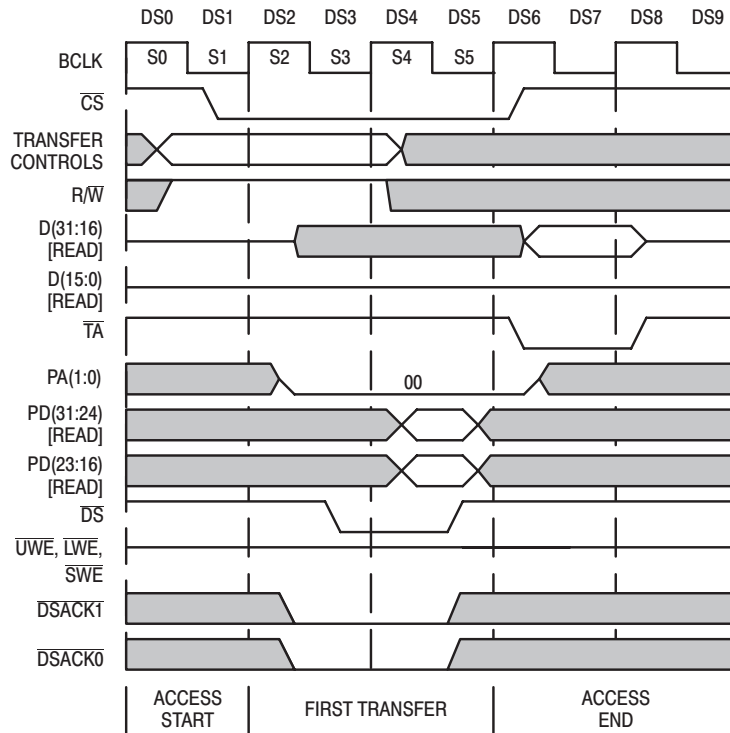 DS0 DS1 DS2 DS3 DS4 DS5 DS6 DS7 DS8 DS9
BCLK S0 S1 S2 S3 S4 S5
CS
TRANSFER
CONTROLS
R/W
D(31:16)
[READ]
D(15:0)
[READ]
TA
PA(1:0) 00
PD(31:24)
[READ]
PD(23:16)
[READ]
DS
UWE, LWE,
SWE
DSACK1
DSACK0
ACCESS
START
FIRST TRANSFER
ACCESS
END